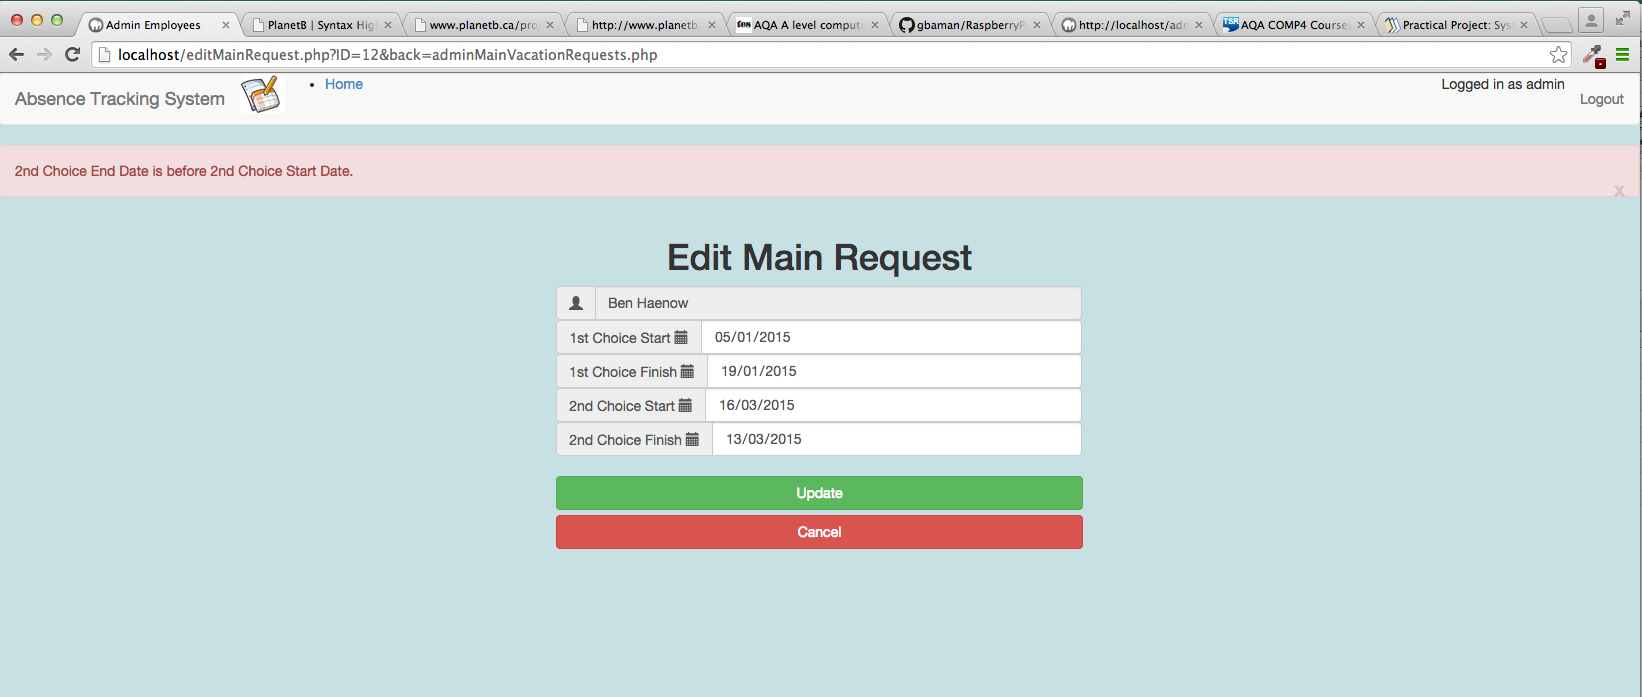 Admin Employees
PlanetB | Syntax Hig
www.planetb.ca/pro
http://www.planetb.
tes AQA A level comput
gbaman/RaspberryP
http://localhost/adm
TSR AQA COMP4 Course
Practical Project: Sys
localhost/editMainRequest.php?ID=12&back=adminMainVacationRequests.php
Absence Tracking System
Home
Logged in as admin
Logout
2nd Choice End Date is before 2nd Choice Start Date.
x
Edit Main Request
Ben Haenow
1st Choice Start 05/01/2015
1st Choice Finish 19/01/2015
2nd Choice Start 16/03/2015
2nd Choice Finish 13/03/2015
Update
Cancel